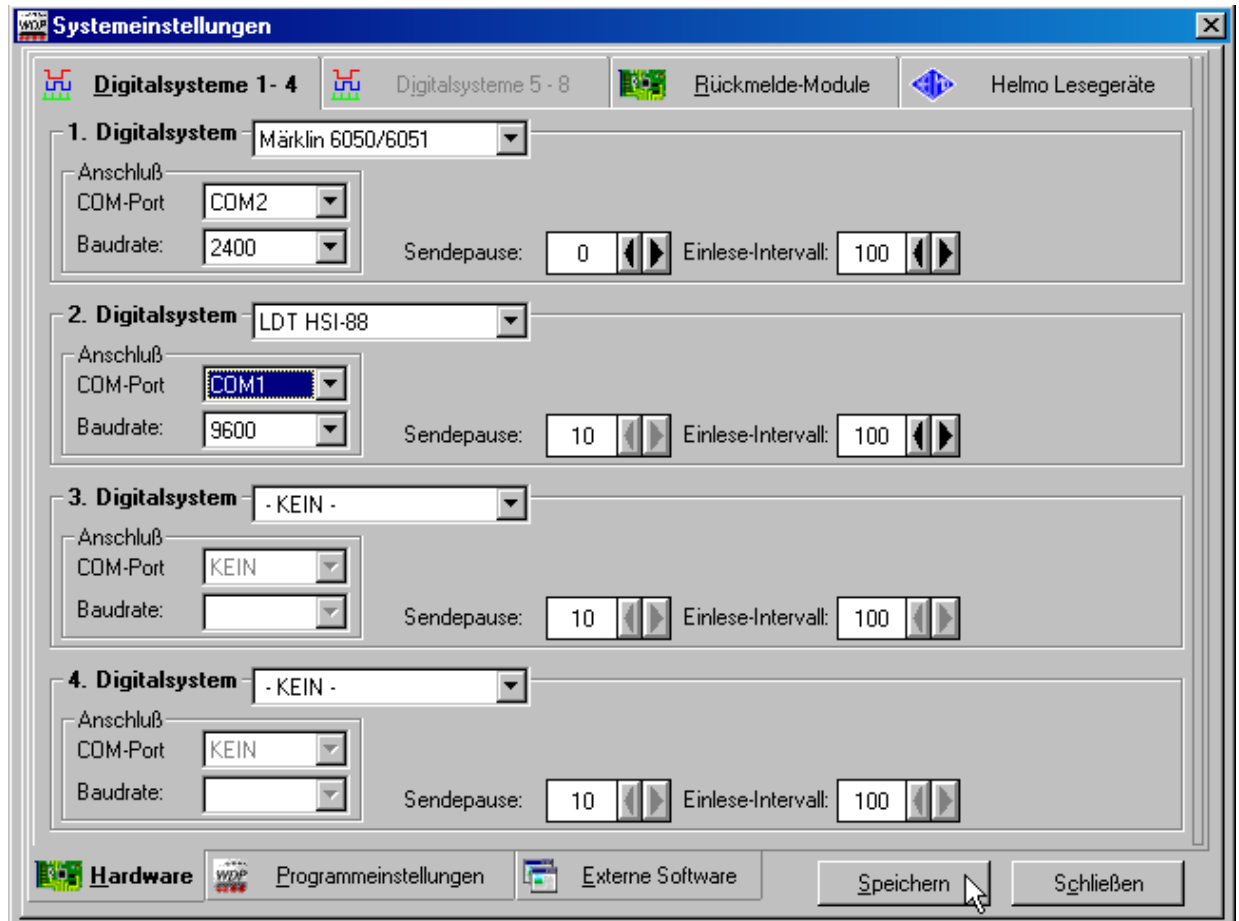 WDP Systemeinstellungen
Digitalsysteme 1- 4 Digitalsysteme 5 - 8 Rückmelde-Module Helmo Lesegeräte
1. Digitalsystem Märklin 6050/6051
Anschluß
COM-Port COM2
Baudrate: 2400 Sendepause: 0 Einlese-Intervall: 100
2. Digitalsystem LDT HSI-88
Anschluß
COM-Port COM1
Baudrate: 9600 Sendepause: 10 Einlese-Intervall: 100
3. Digitalsystem - KEIN -
Anschluß
COM-Port KEIN
Baudrate: Sendepause: 10 Einlese-Intervall: 100
4. Digitalsystem - KEIN -
Anschluß
COM-Port KEIN
Baudrate: Sendepause: 10 Einlese-Intervall: 100
Hardware WDP Programmeinstellungen Externe Software Speichern Schließen